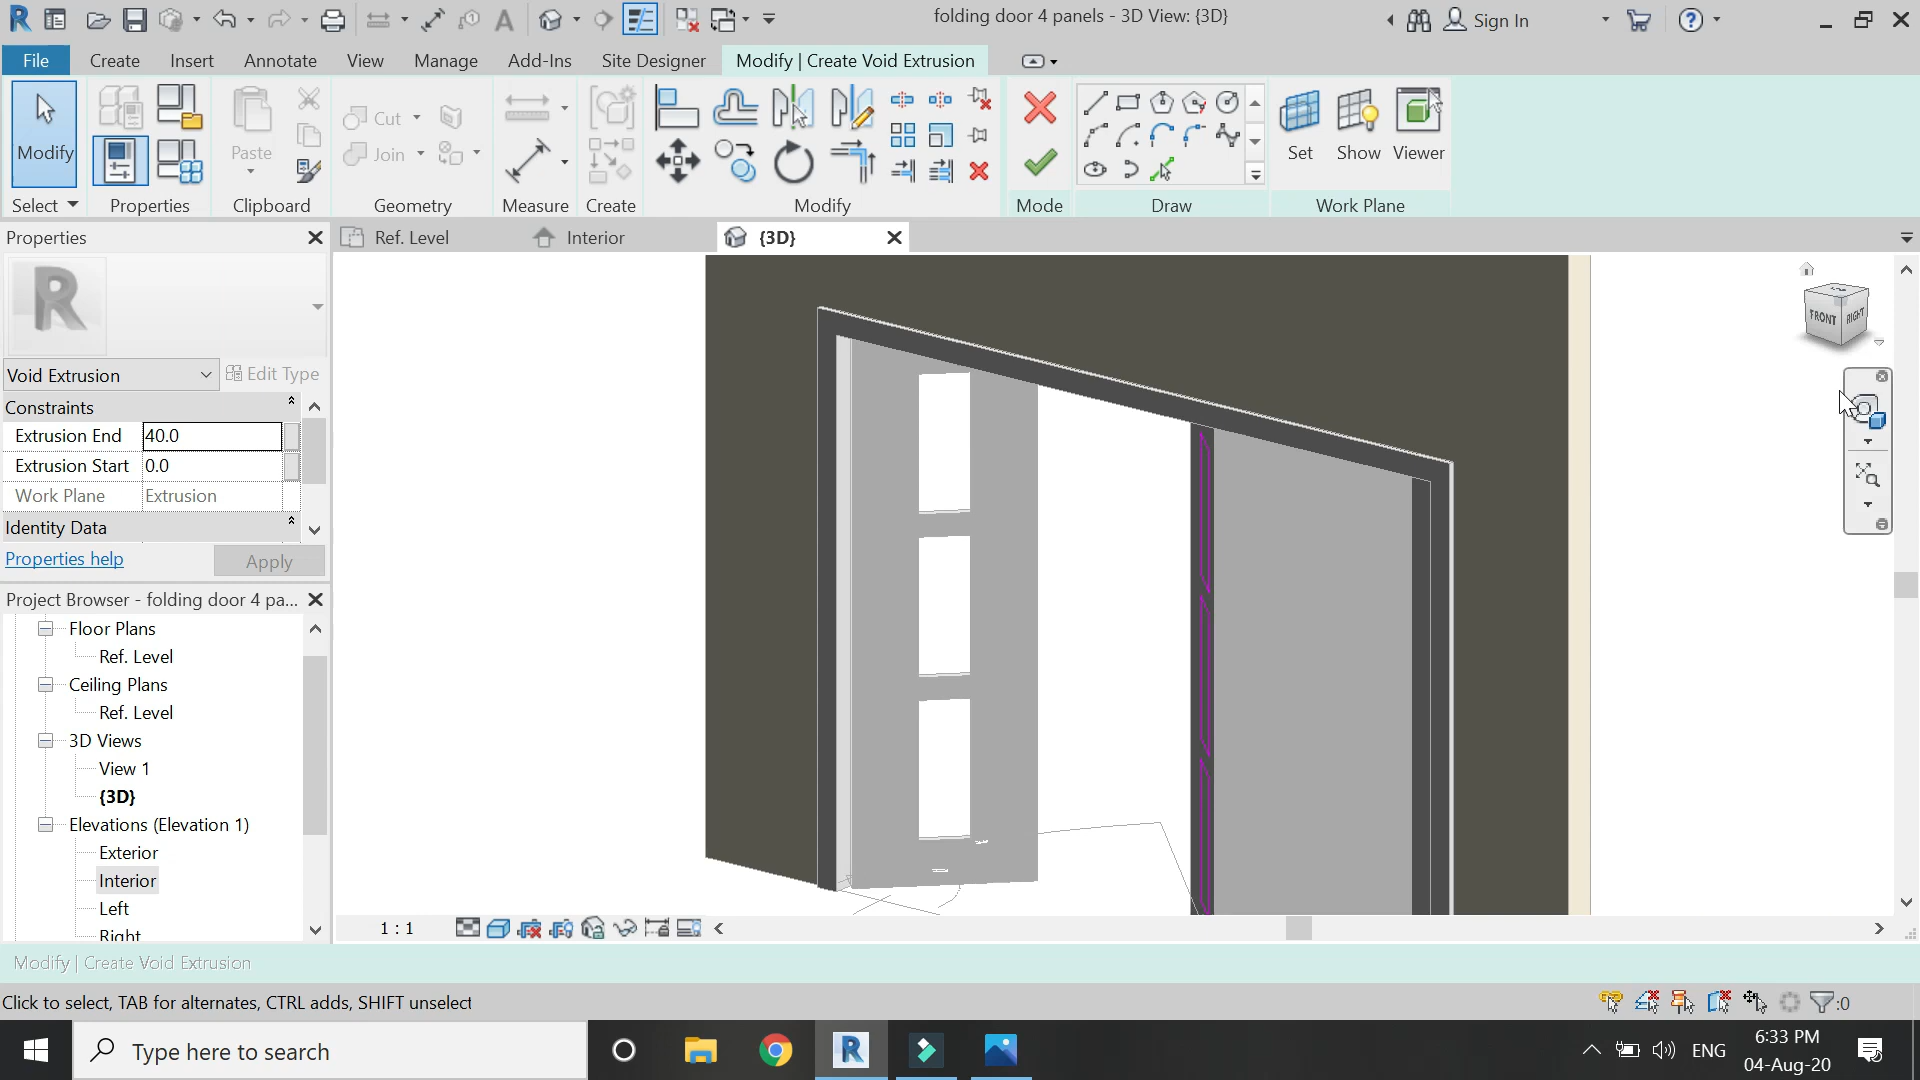 folding door 4 panels - 3D View: {3D}
Sign In
File
Create
Insert
Annotate
View
Manage
Add-Ins
Site Designer
Modify | Create Void Extrusion
Modify
Paste
Cut
Join
Set
Show
Viewer
Select
Properties
Clipboard
Geometry
Measure
Create
Modify
Mode
Draw
Work Plane
Properties
Ref. Level
Interior
{3D}
Void Extrusion
Edit Type
Constraints
Extrusion End 40.0
Extrusion Start 0.0
Work Plane Extrusion
Identity Data
Properties help
Apply
Project Browser - folding door 4 pa...
Floor Plans
Ref. Level
Ceiling Plans
Ref. Level
3D Views
View 1
{3D}
Elevations (Elevation 1)
Exterior
Interior
Left
Right
FRONT
RIGHT
1 : 1
Modify | Create Void Extrusion
Click to select, TAB for alternates, CTRL adds, SHIFT unselect
:0
Type here to search
ENG
6:33 PM
04-Aug-20